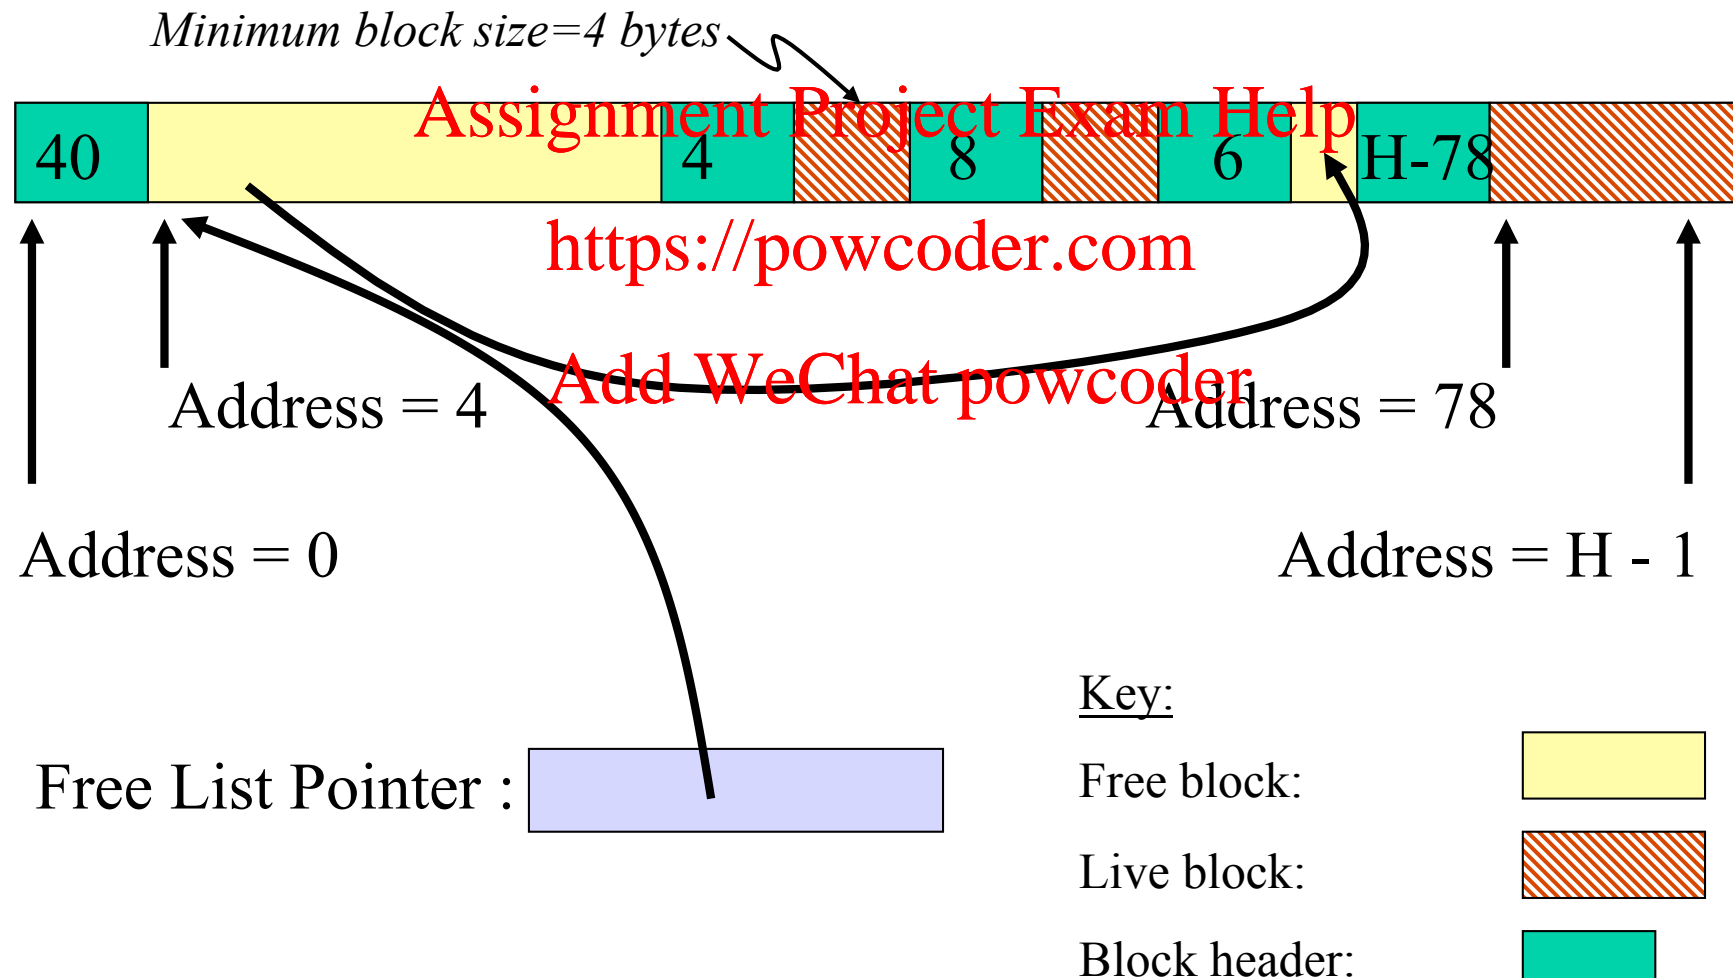 Minimum block size=4 bytes
Assignment Project Exam Help
40 4 8 6 H-78
https://powcoder.com
Add WeChat powcoder
Address = 4
Address = 78
Address = 0
Address = H - 1
Key:
Free List Pointer :
Free block:
Live block:
Block header: